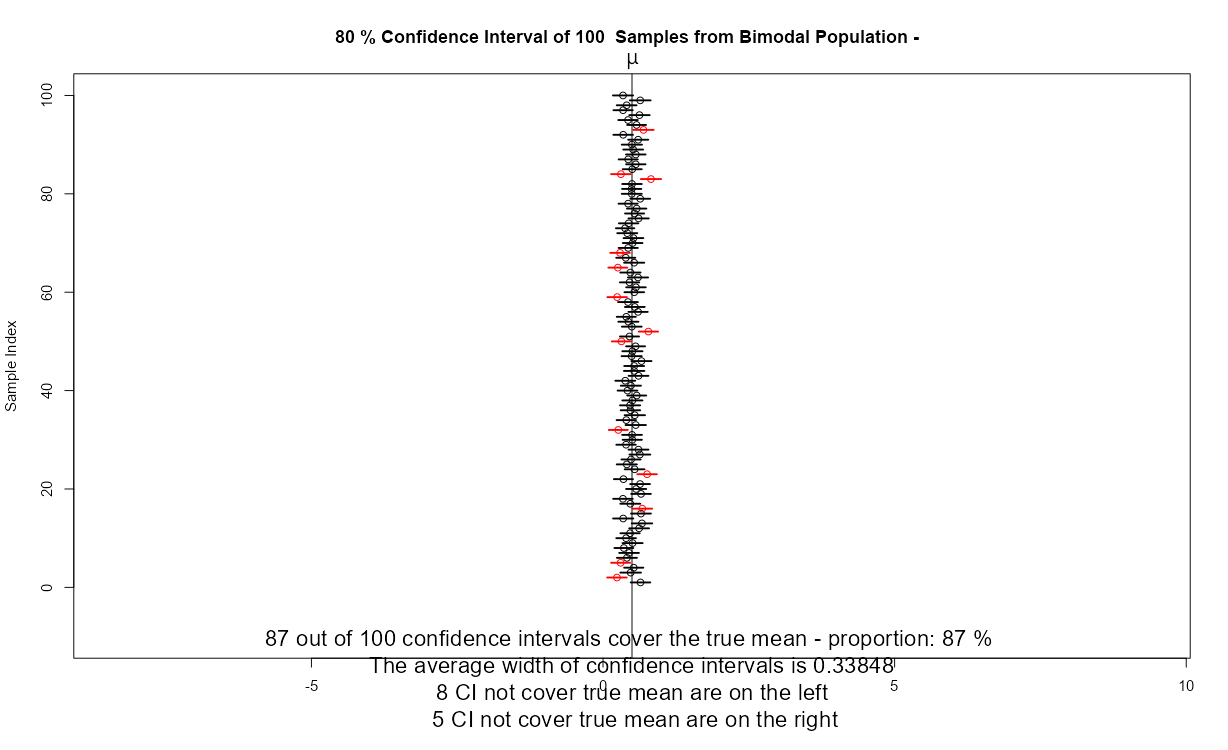 80 % Confidence Interval of 100  Samples from Bimodal Population -
μ
100
80
60
40
20
0
Sample Index
87 out of 100 confidence intervals cover the true mean - proportion: 87 %
The average width of confidence intervals is 0.33848
-5 0 5 10
8 CI not cover true mean are on the left
5 CI not cover true mean are on the right